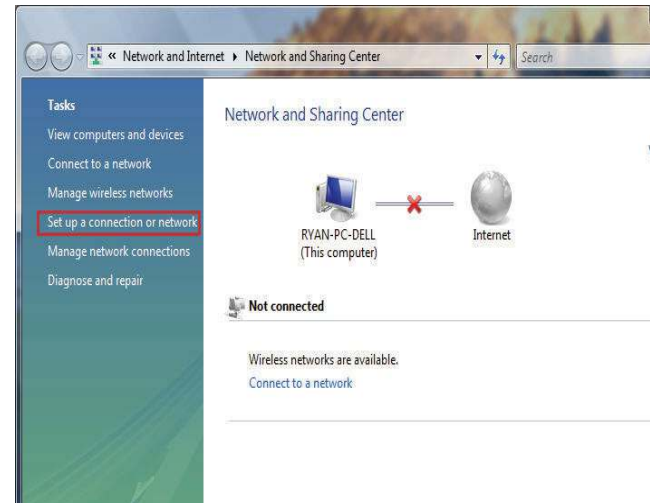 « Network and Internet ▸ Network and Sharing Center
Search
Tasks
View computers and devices
Connect to a network
Manage wireless networks
Set up a connection or network
Manage network connections
Diagnose and repair
Network and Sharing Center
RYAN-PC-DELL
(This computer)
Internet
Not connected
Wireless networks are available.
Connect to a network